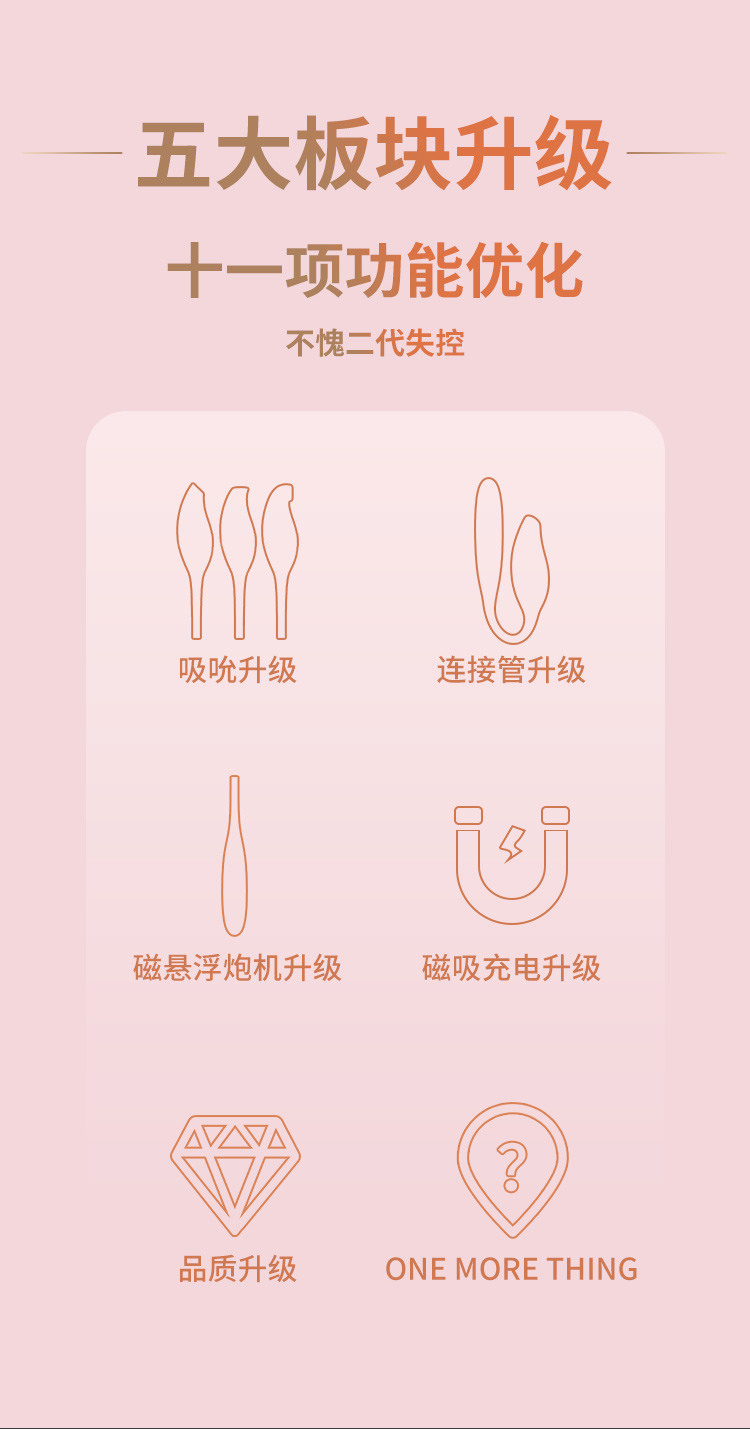 五大板块升级
十一项功能优化
不愧二代失控
吸吮升级
连接管升级
磁悬浮炮机升级
磁吸充电升级
品质升级
ONE MORE THING